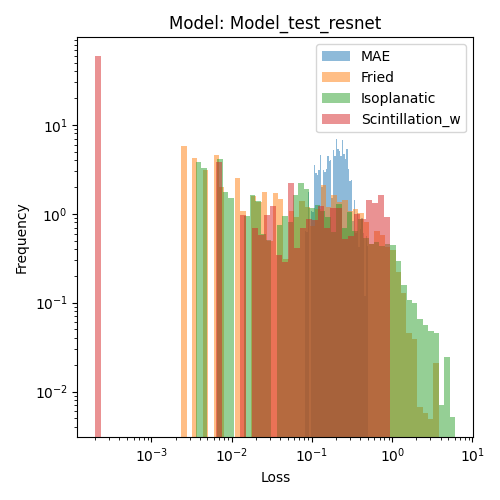 Model: Model_test_resnet
MAE
Fried
Isoplanatic
Scintillation_w
Frequency
10^1
10^0
10^-1
10^-2
10^-3 10^-2 10^-1 10^0 10^1
Loss